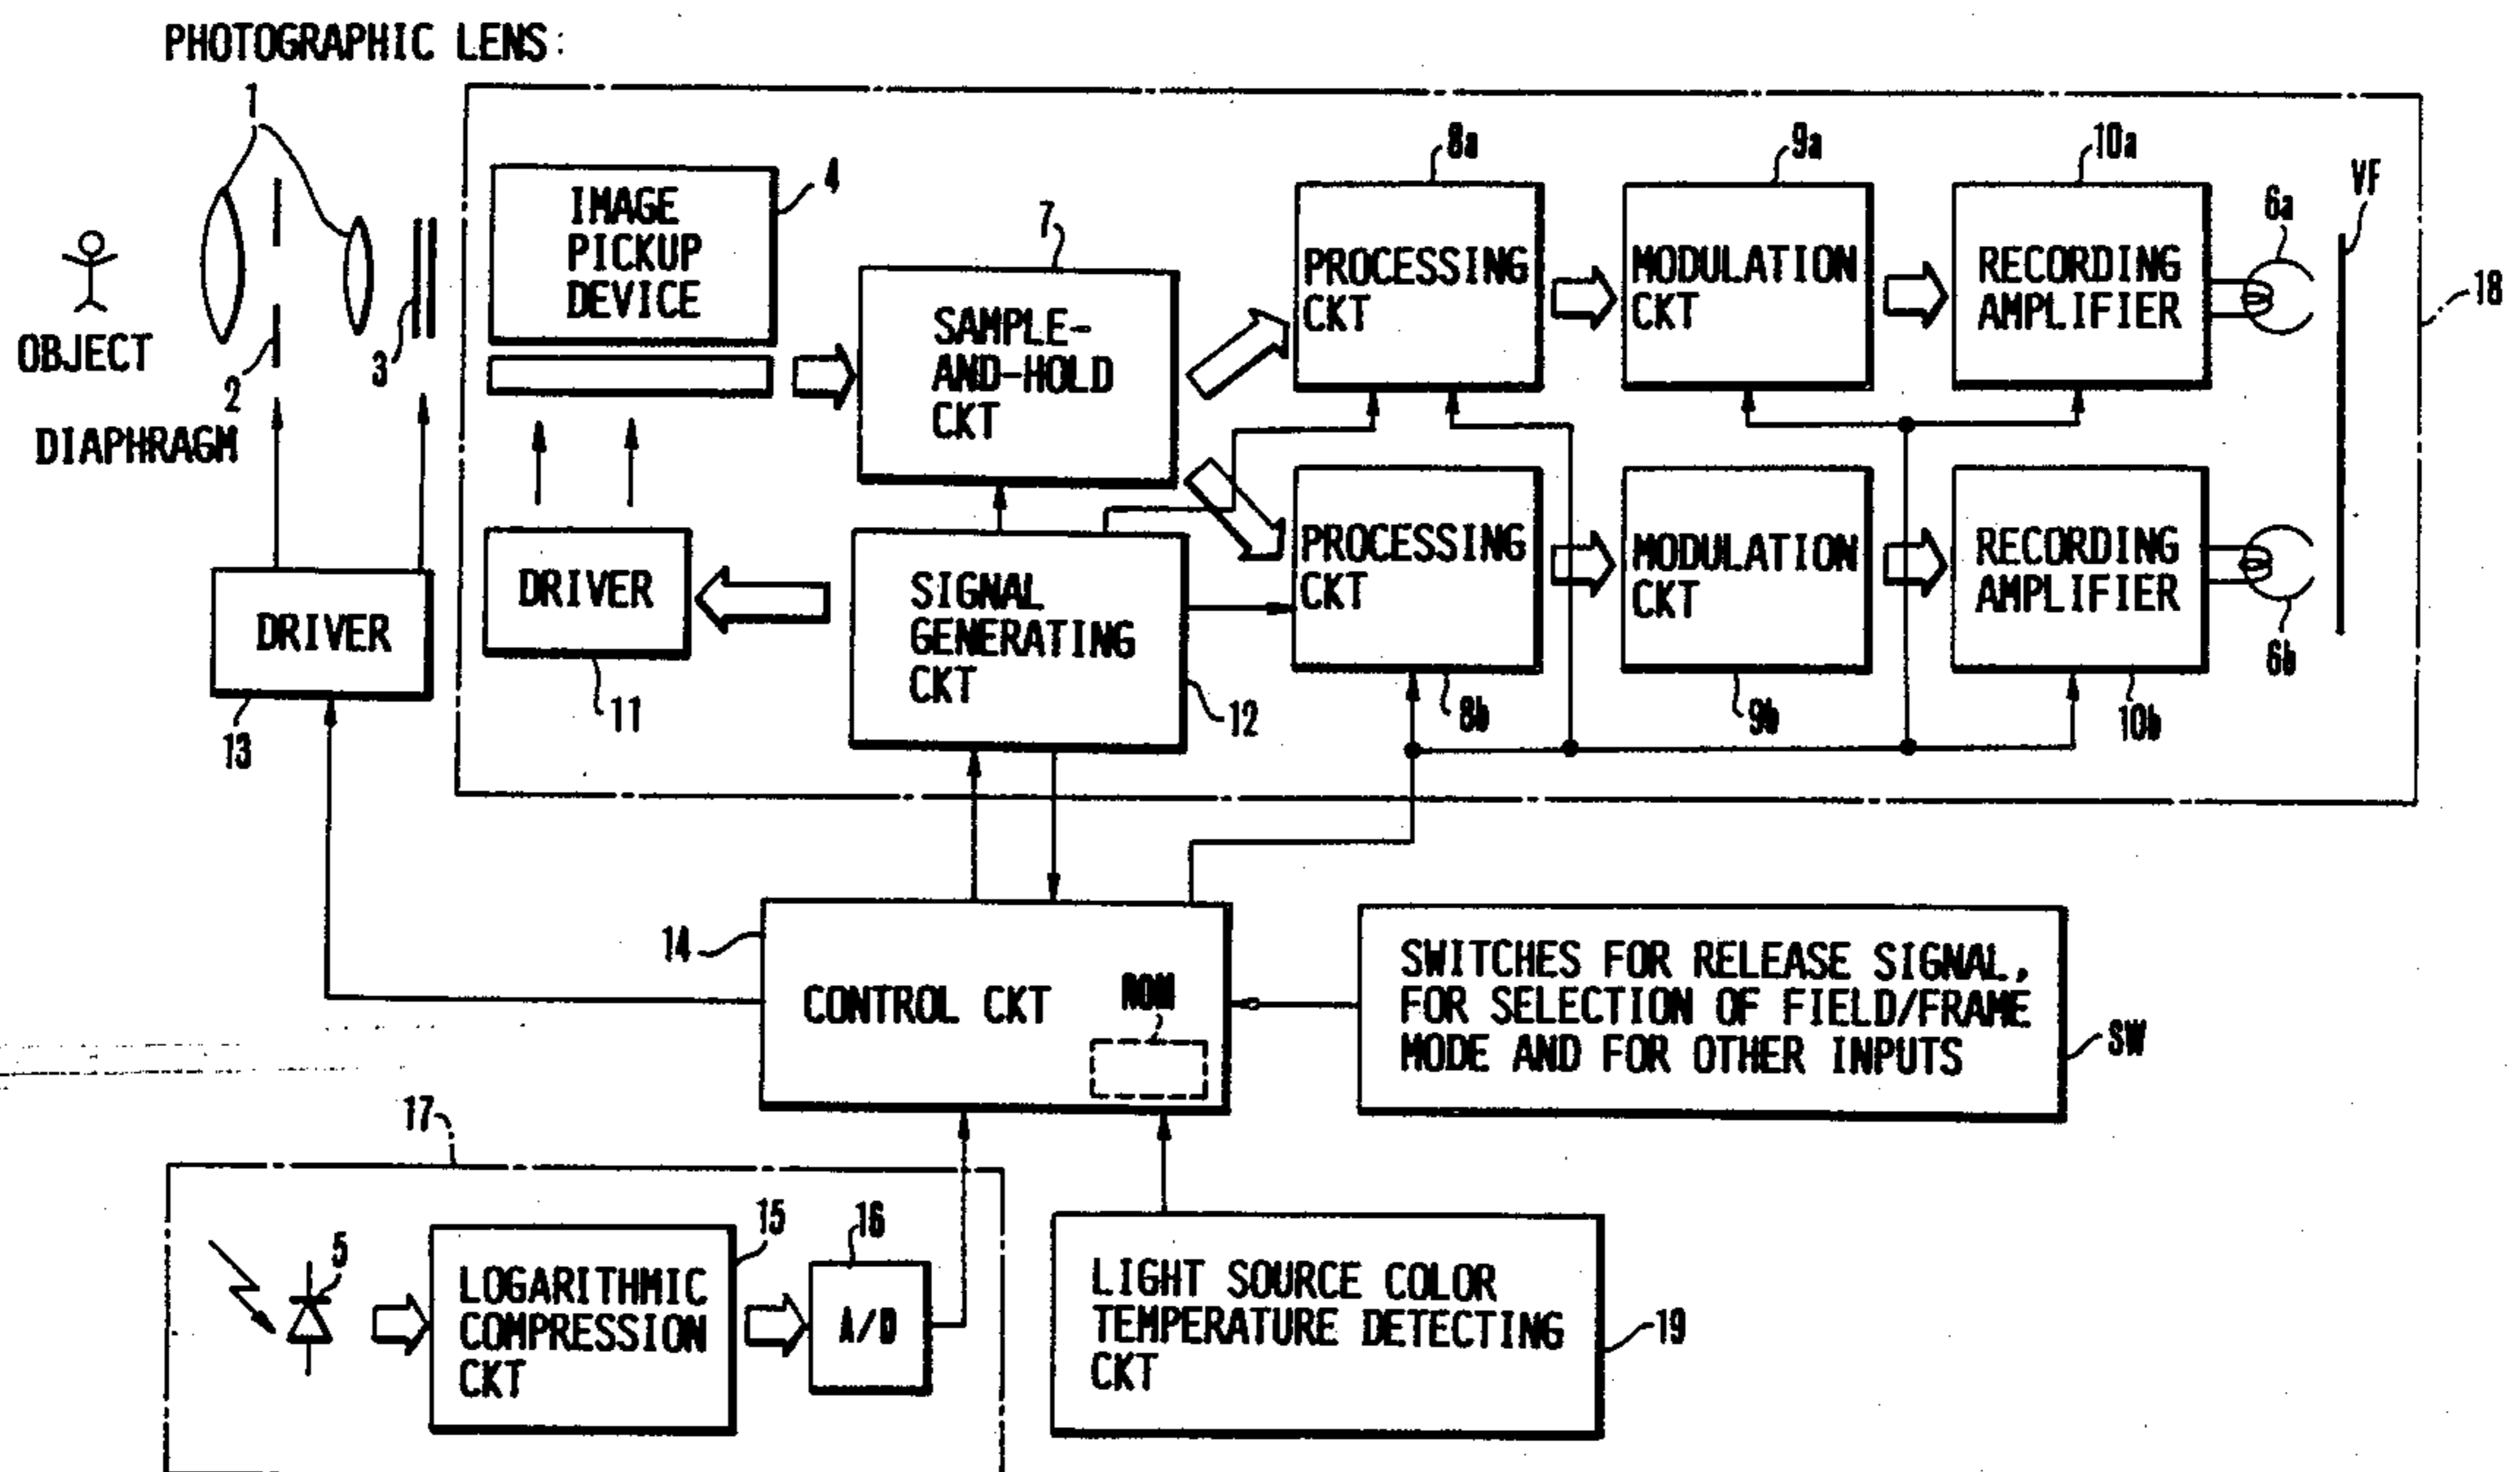 PHOTOGRAPHIC LENS:
1
OBJECT
2
DIAPHRAGM
3
IMAGE
PICKUP
DEVICE
4
7
SAMPLE-
AND-HOLD
CKT
8a
PROCESSING
CKT
9a
MODULATION
CKT
10a
RECORDING
AMPLIFIER
6a
VF
18
DRIVER
13
DRIVER
11
SIGNAL
GENERATING
CKT
12
PROCESSING
CKT
8b
MODULATION
CKT
9b
RECORDING
AMPLIFIER
10b
6b
14
CONTROL CKT
ROM
SWITCHES FOR RELEASE SIGNAL,
FOR SELECTION OF FIELD/FRAME
MODE AND FOR OTHER INPUTS
SW
17
5
LOGARITHMIC
COMPRESSION
CKT
15
16
A/D
LIGHT SOURCE COLOR
TEMPERATURE DETECTING
CKT
19